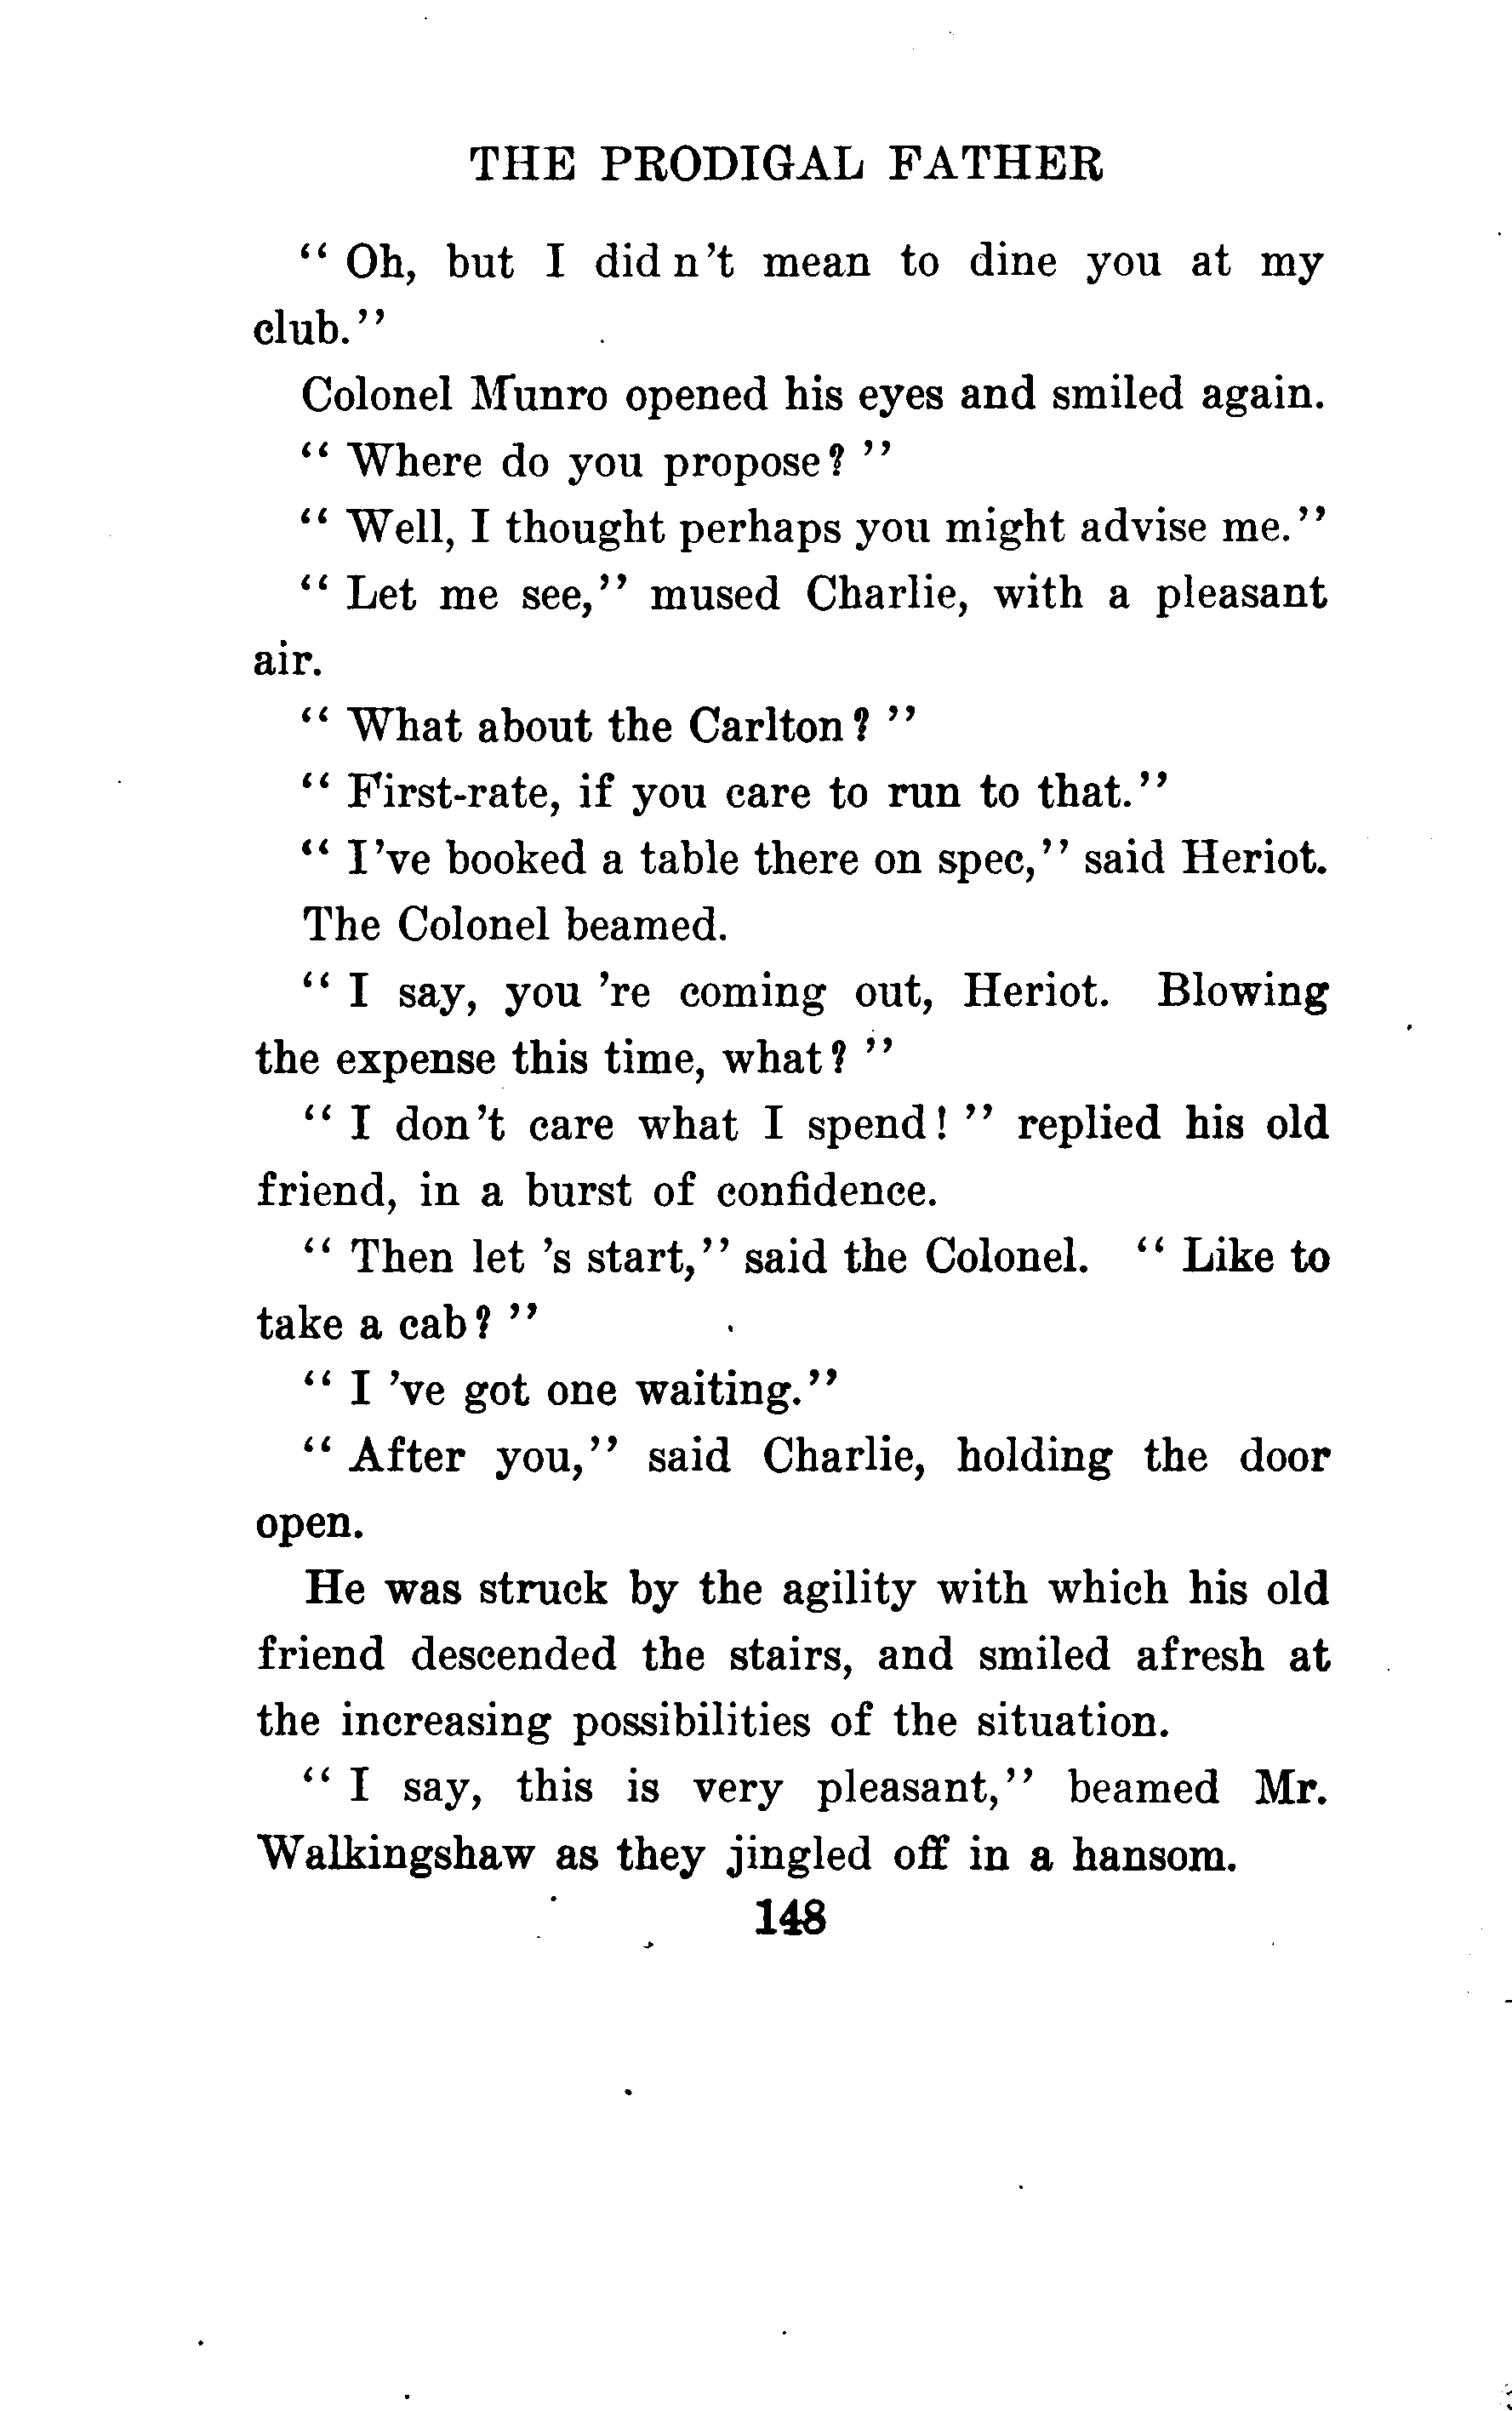 THE PRODIGAL FATHER
" Oh, but I did n't mean to dine you at my
club."
Colonel Munro opened his eyes and smiled again.
" Where do you propose? "
" Well, I thought perhaps you might advise me."
" Let me see," mused Charlie, with a pleasant
air.
" What about the Carlton? "
" First-rate, if you care to run to that."
" I've booked a table there on spec," said Heriot.
The Colonel beamed.
" I say, you 're coming out, Heriot. Blowing
the expense this time, what? "
" I don't care what I spend! " replied his old
friend, in a burst of confidence.
" Then let 's start," said the Colonel. " Like to
take a cab? "
" I 've got one waiting."
" After you," said Charlie, holding the door
open.
He was struck by the agility with which his old
friend descended the stairs, and smiled afresh at
the increasing possibilities of the situation.
" I say, this is very pleasant," beamed Mr.
Walkingshaw as they jingled off in a hansom.
148